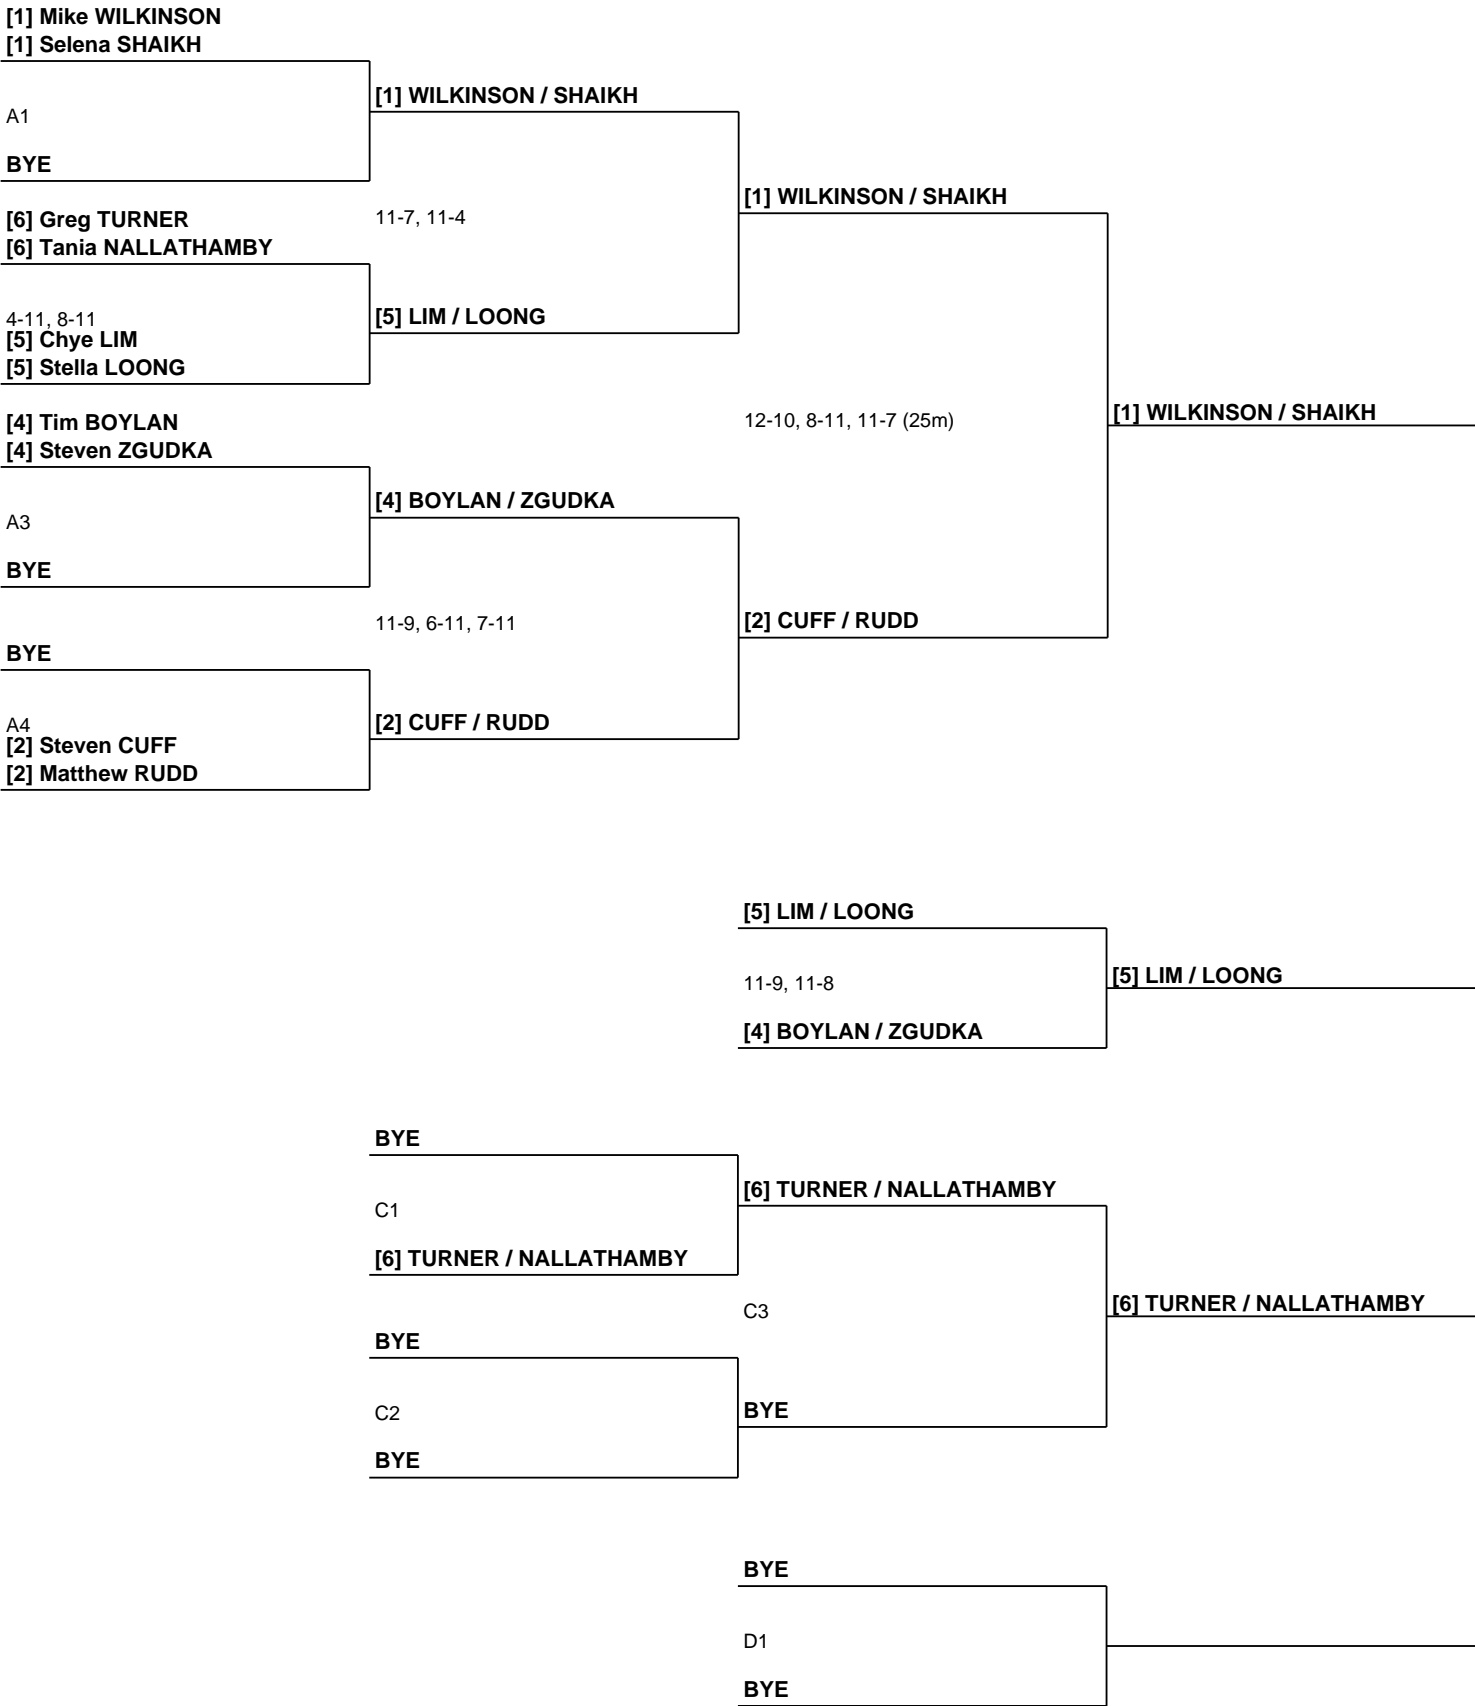 [1] Mike WILKINSON
[1] Selena SHAIKH
[1] WILKINSON / SHAIKH
A1
BYE
[1] WILKINSON / SHAIKH
[6] Greg TURNER
11-7, 11-4
[6] Tania NALLATHAMBY
4-11, 8-11
[5] LIM / LOONG
[5] Chye LIM
[5] Stella LOONG
[4] Tim BOYLAN
12-10, 8-11, 11-7 (25m)
[1] WILKINSON / SHAIKH
[4] Steven ZGUDKA
[4] BOYLAN / ZGUDKA
A3
BYE
11-9, 6-11, 7-11
[2] CUFF / RUDD
BYE
A4
[2] CUFF / RUDD
[2] Steven CUFF
[2] Matthew RUDD
[5] LIM / LOONG
11-9, 11-8
[5] LIM / LOONG
[4] BOYLAN / ZGUDKA
BYE
[6] TURNER / NALLATHAMBY
C1
[6] TURNER / NALLATHAMBY
C3
[6] TURNER / NALLATHAMBY
BYE
C2
BYE
BYE
BYE
D1
BYE